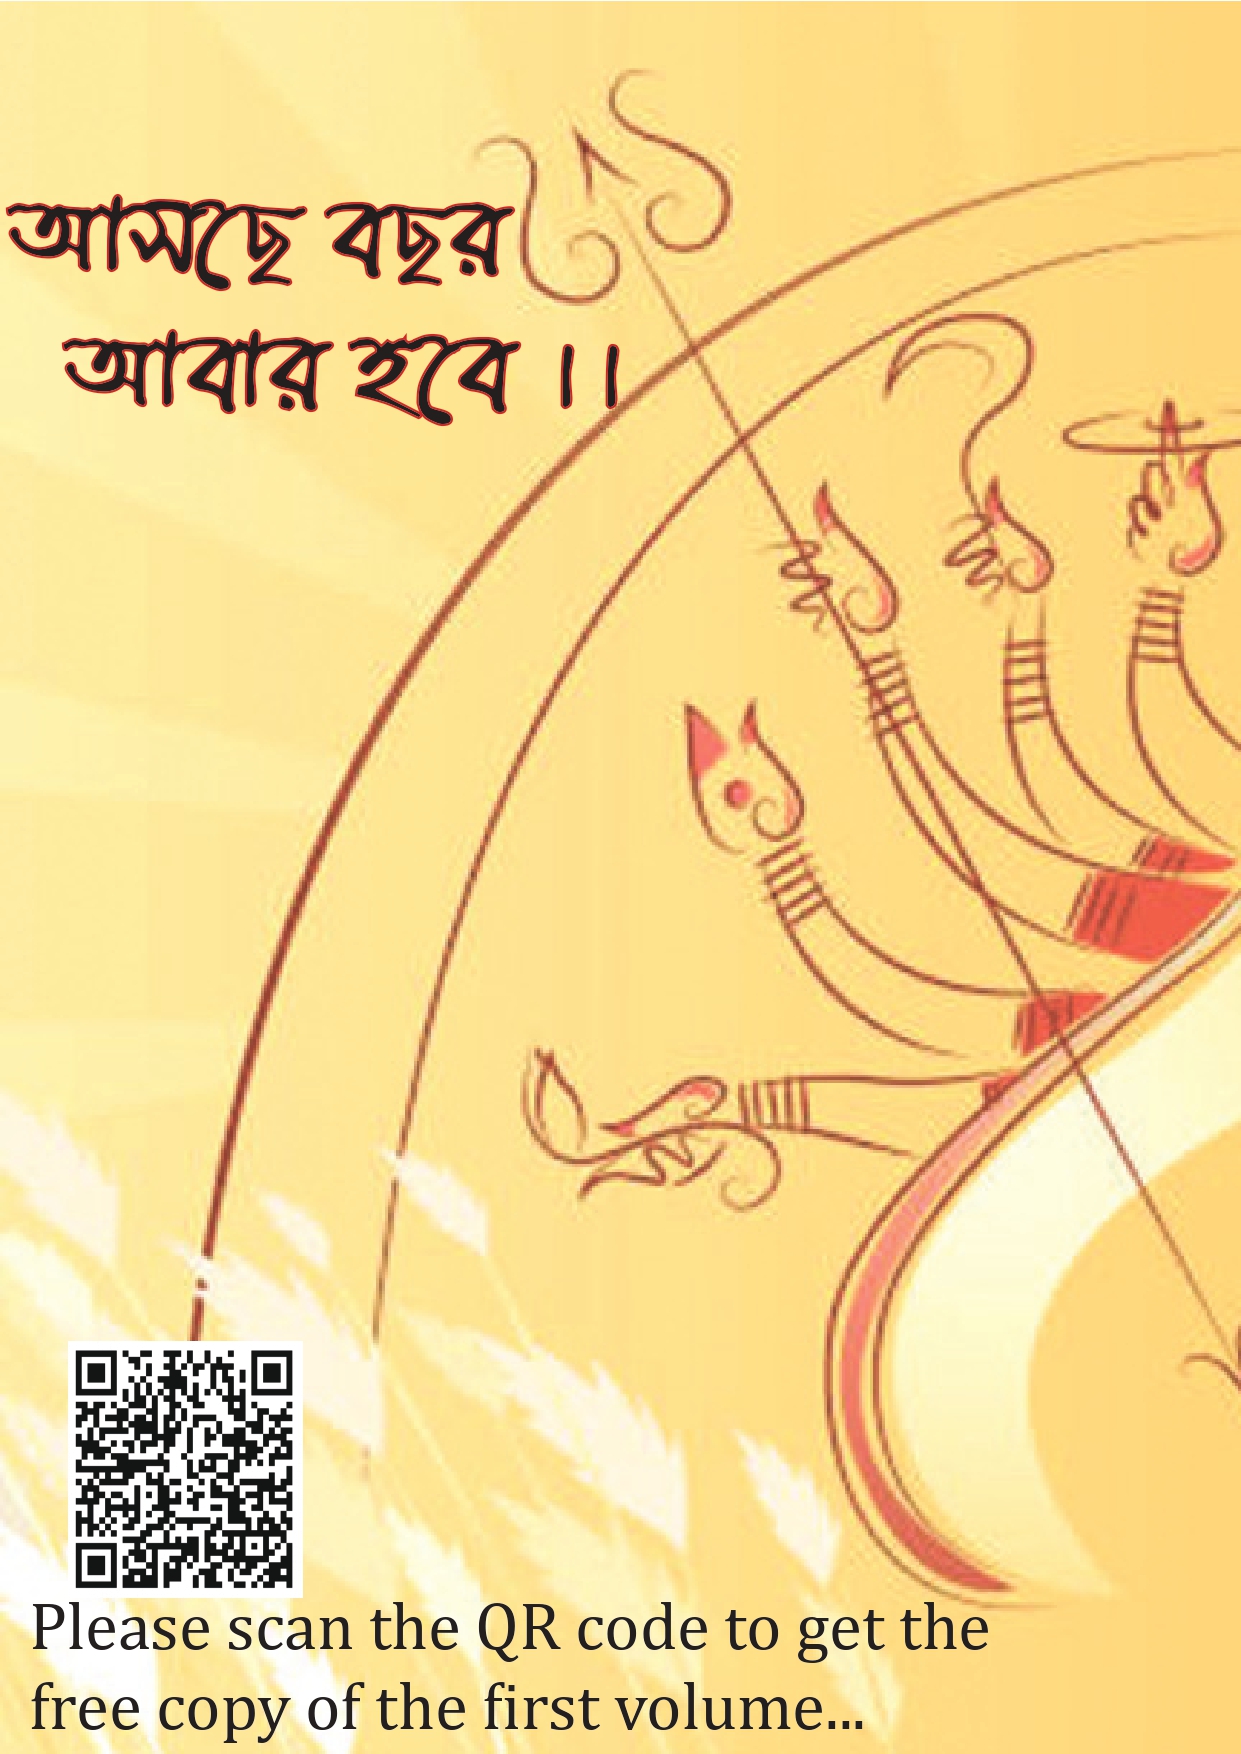 আসছে বছর
আবার হবে ।।
Please scan the QR code to get the
free copy of the first volume...